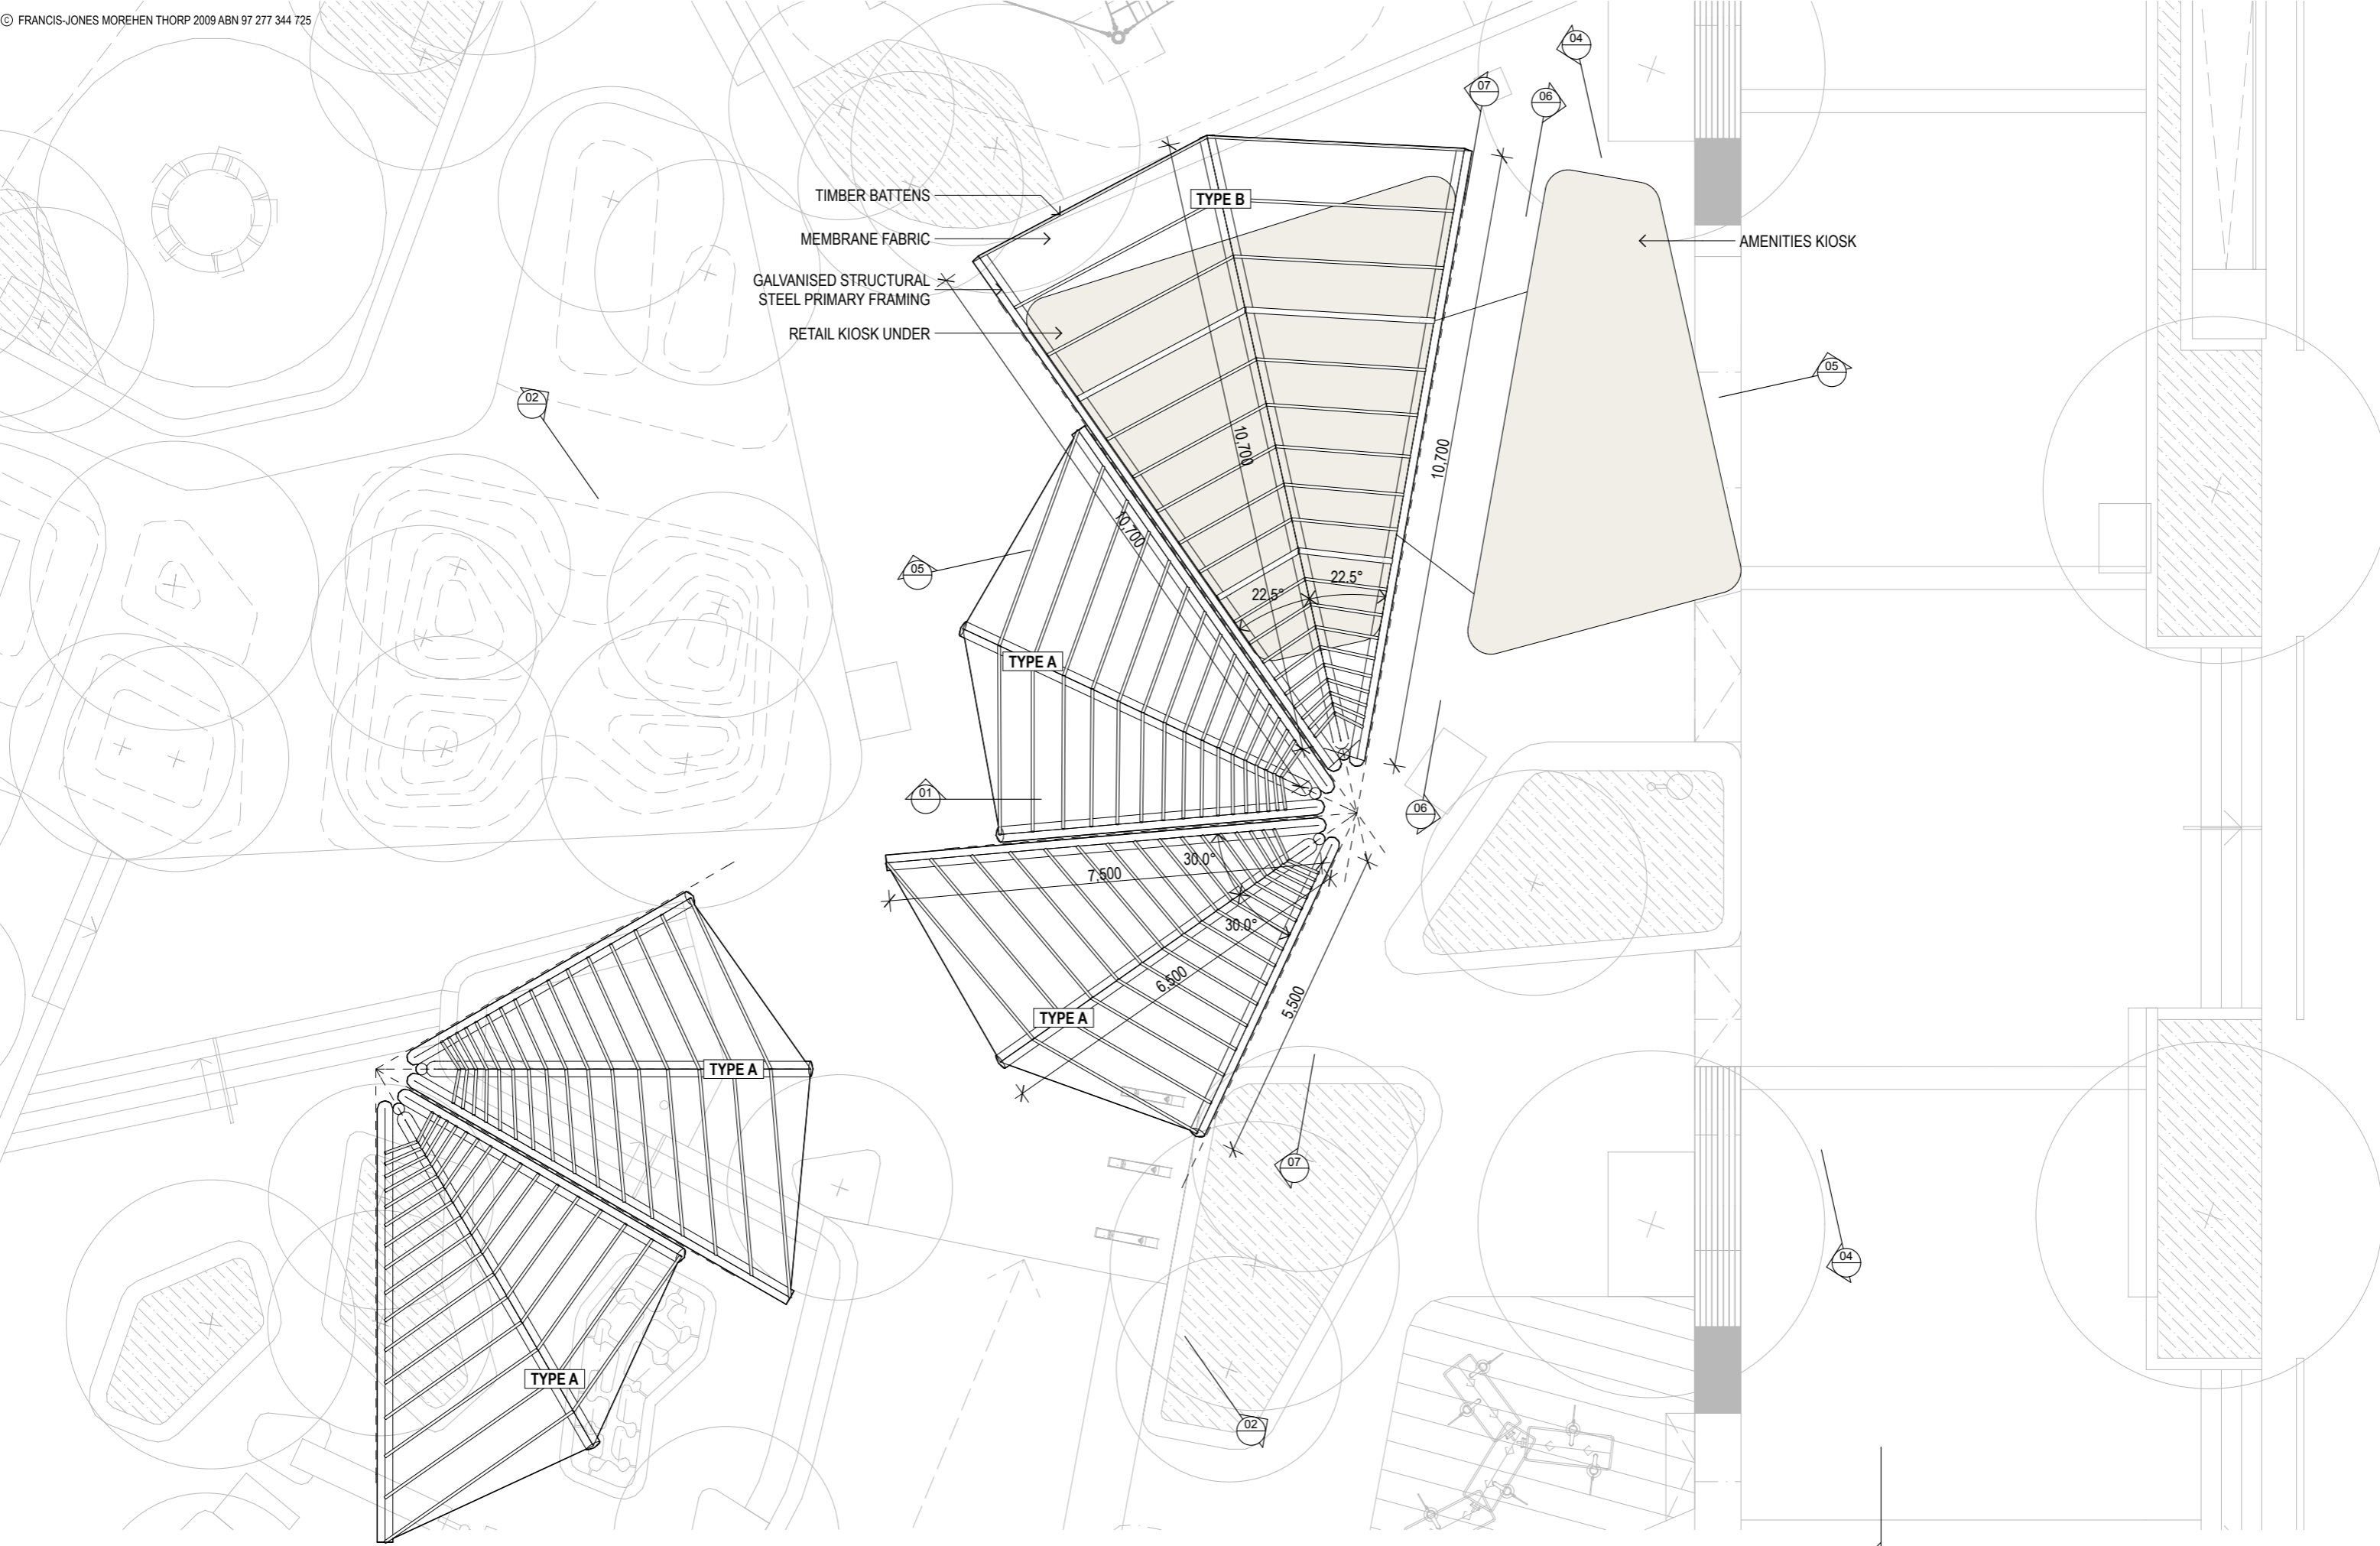 © FRANCIS-JONES MOREHEN THORP 2009 ABN 97 277 344 725
04
07
06
TIMBER BATTENS
TYPE B
MEMBRANE FABRIC
AMENITIES KIOSK
GALVANISED STRUCTURAL
STEEL PRIMARY FRAMING
RETAIL KIOSK UNDER
05
02
10,700
10,700
10,700
05
22.5°
22.5°
TYPE A
01
06
30.0°
7,500
30.0°
6,500
5,500
TYPE A
TYPE A
07
04
TYPE A
02